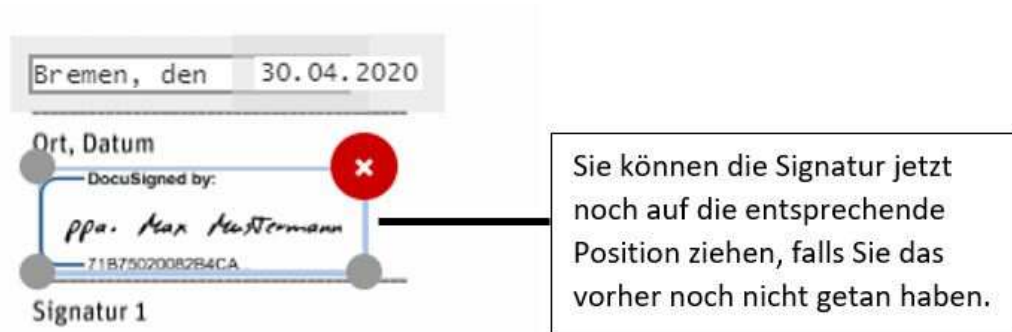 Bremen, den 30.04.2020
Ort, Datum
DocuSigned by:
ppa. Max Mustermann
71B75020082B4CA...
Signatur 1
Sie können die Signatur jetzt
noch auf die entsprechende
Position ziehen, falls Sie das
vorher noch nicht getan haben.